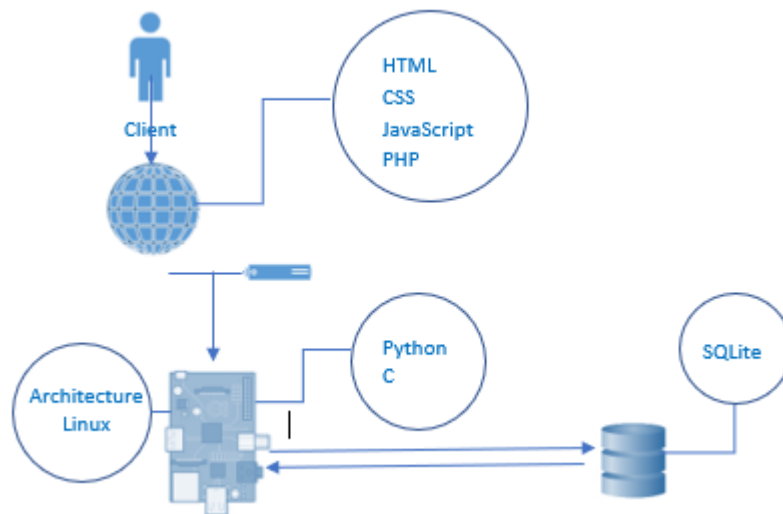 Client
HTML
CSS
JavaScript
PHP
Architecture
Linux
Python
C
SQLite